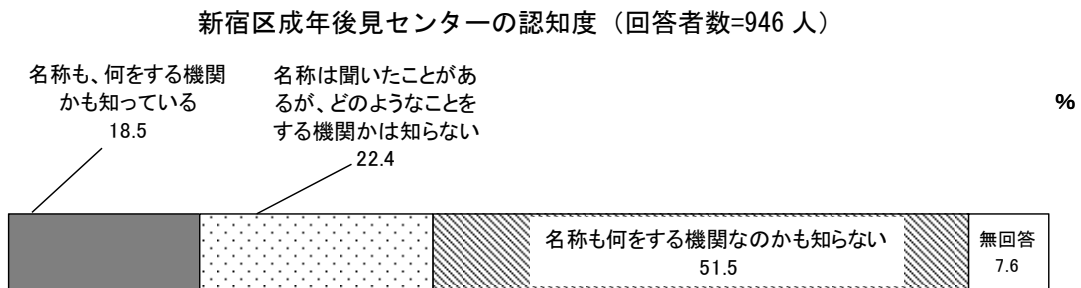 新宿区成年後見センターの認知度（回答者数=946 人）
名称も、何をする機関
かも知っている
18.5
名称は聞いたことがあ
るが、どのようなことを
する機関かは知らない
22.4
%
名称も何をする機関なのかも知らない
51.5
無回答
7.6